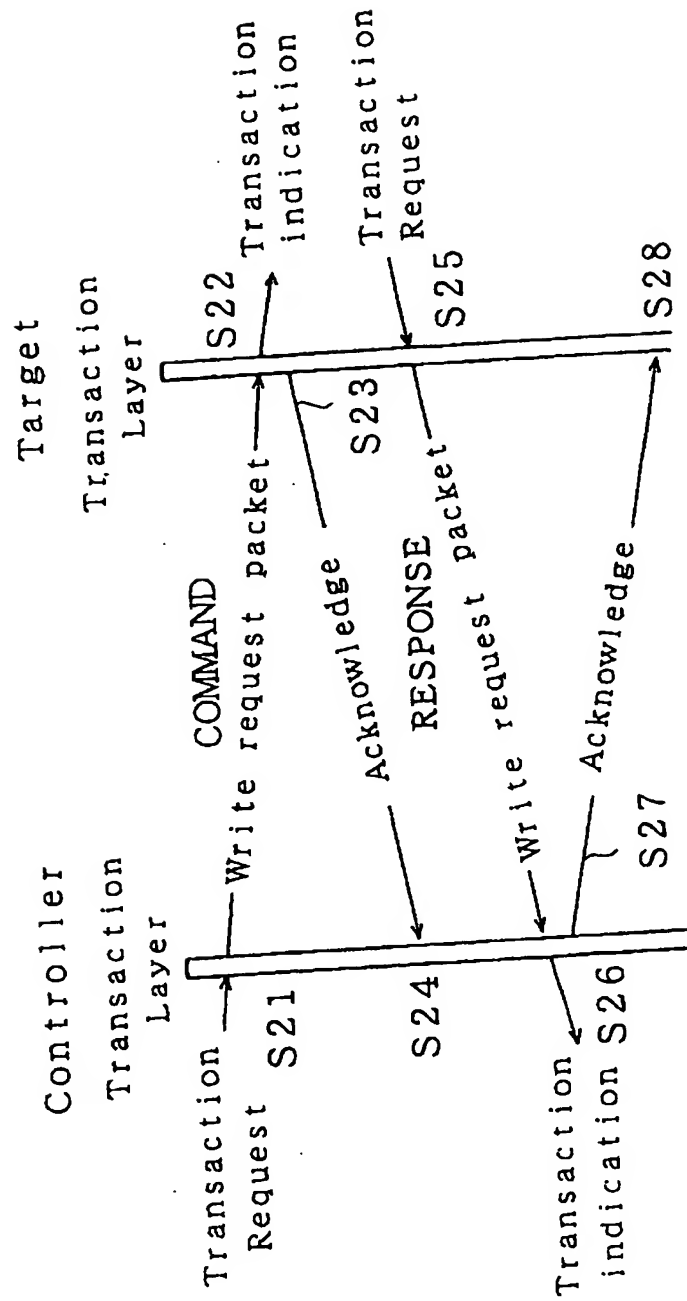 Controller
Transaction
Layer
Target
Transaction
Layer
Transaction
Request
S21
COMMAND
Write request packet
S22
Transaction
indication
S23
Acknowledge
S24
Transaction
Request
S25
RESPONSE
Write request packet
Transaction
indication
S26
S27
Acknowledge
S28